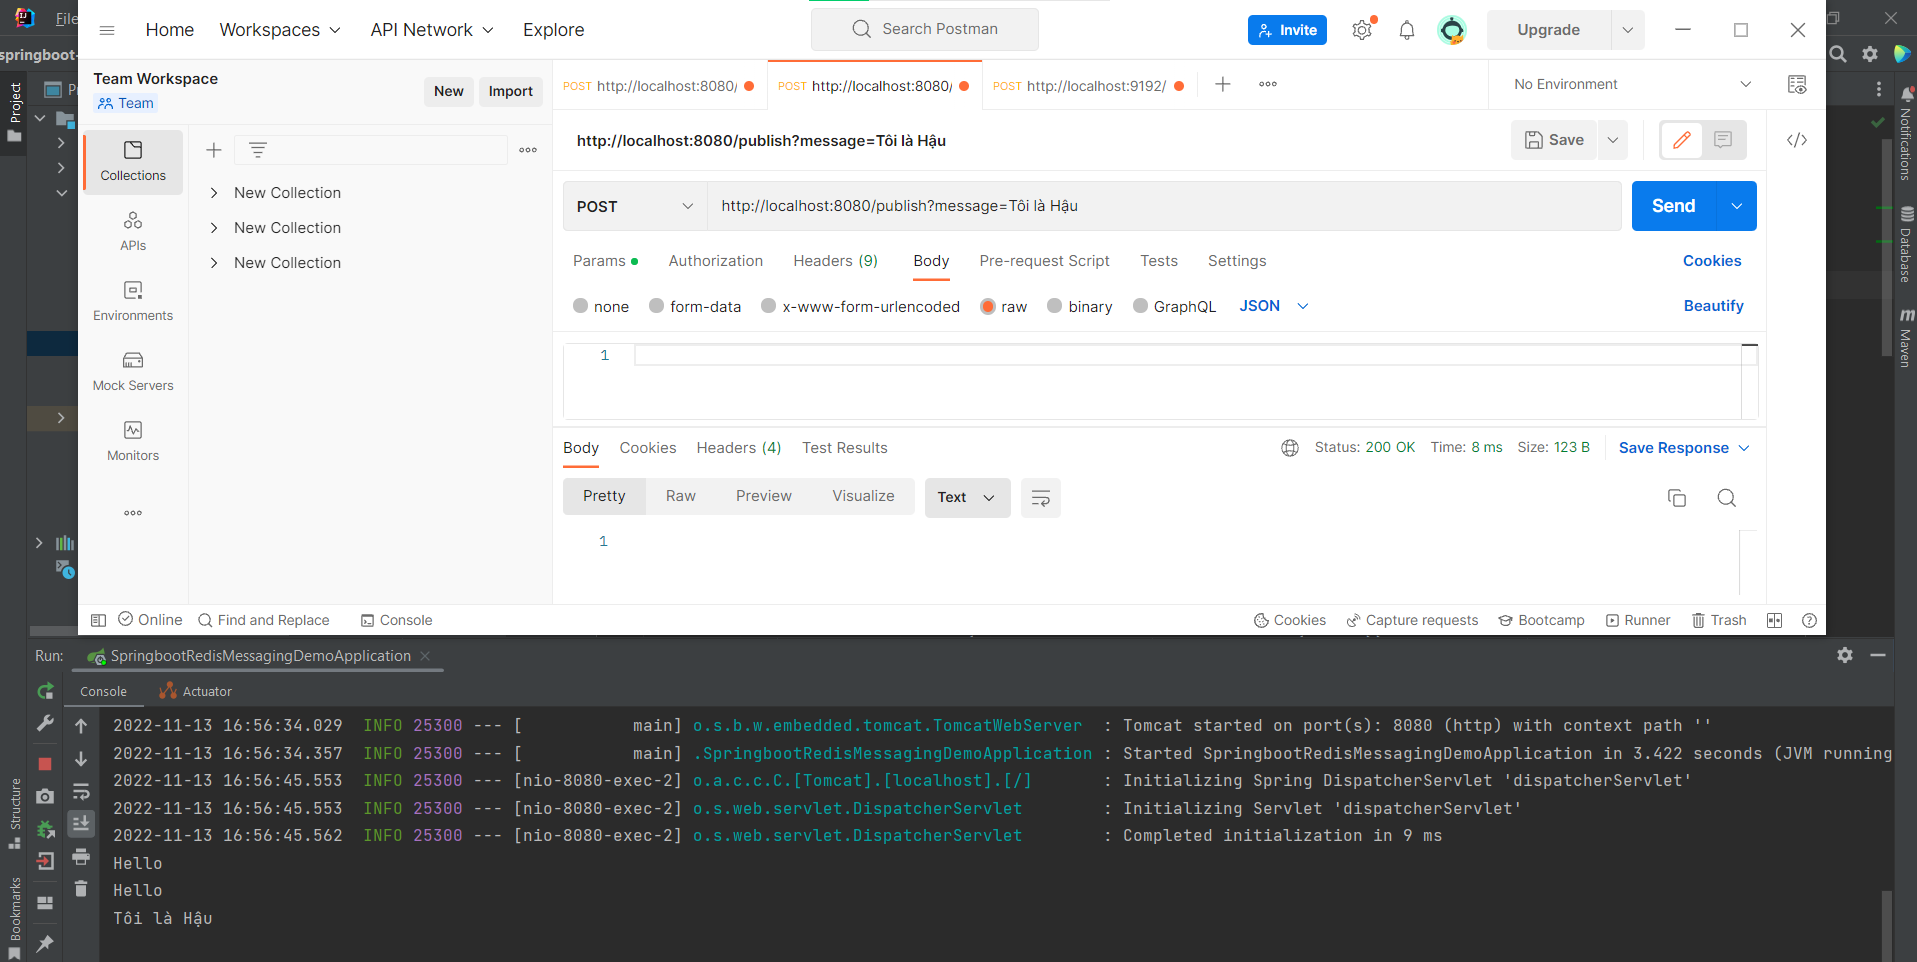 File
Home Workspaces API Network Explore
Search Postman
Invite
Upgrade
springboot-
Team Workspace
Team
New Import
POST http://localhost:8080/ POST http://localhost:8080/ POST http://localhost:9192/
No Environment
Project
http://localhost:8080/publish?message=Tôi là Hậu
Save
Collections
New Collection
New Collection
New Collection
APIs
Environments
Mock Servers
Monitors
POST http://localhost:8080/publish?message=Tôi là Hậu
Send
Params Authorization Headers (9) Body Pre-request Script Tests Settings
Cookies
none form-data x-www-form-urlencoded raw binary GraphQL JSON
Beautify
1
Body Cookies Headers (4) Test Results
Status: 200 OK Time: 8 ms Size: 123 B
Save Response
Pretty Raw Preview Visualize Text
1
Online Find and Replace Console
Cookies Capture requests Bootcamp Runner Trash
Notifications
Database
Maven
Run: SpringbootRedisMessagingDemoApplication
Console Actuator
2022-11-13 16:56:34.029 INFO 25300 --- [ main] o.s.b.w.embedded.tomcat.TomcatWebServer : Tomcat started on port(s): 8080 (http) with context path ''
2022-11-13 16:56:34.357 INFO 25300 --- [ main] .SpringbootRedisMessagingDemoApplication : Started SpringbootRedisMessagingDemoApplication in 3.422 seconds (JVM running
2022-11-13 16:56:45.553 INFO 25300 --- [nio-8080-exec-2] o.a.c.c.C.[Tomcat].[localhost].[/] : Initializing Spring DispatcherServlet 'dispatcherServlet'
2022-11-13 16:56:45.553 INFO 25300 --- [nio-8080-exec-2] o.s.web.servlet.DispatcherServlet : Initializing Servlet 'dispatcherServlet'
2022-11-13 16:56:45.562 INFO 25300 --- [nio-8080-exec-2] o.s.web.servlet.DispatcherServlet : Completed initialization in 9 ms
Hello
Hello
Tôi là Hậu
Structure
Bookmarks